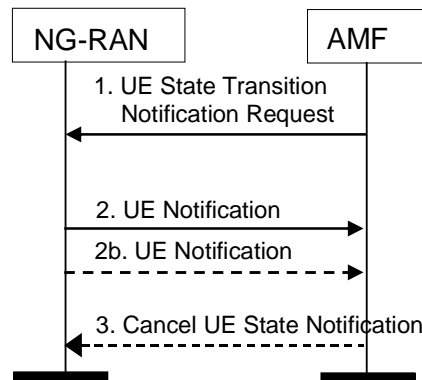 NG-RAN
AMF
1. UE State Transition
Notification Request
2. UE Notification
2b. UE Notification
3. Cancel UE State Notification